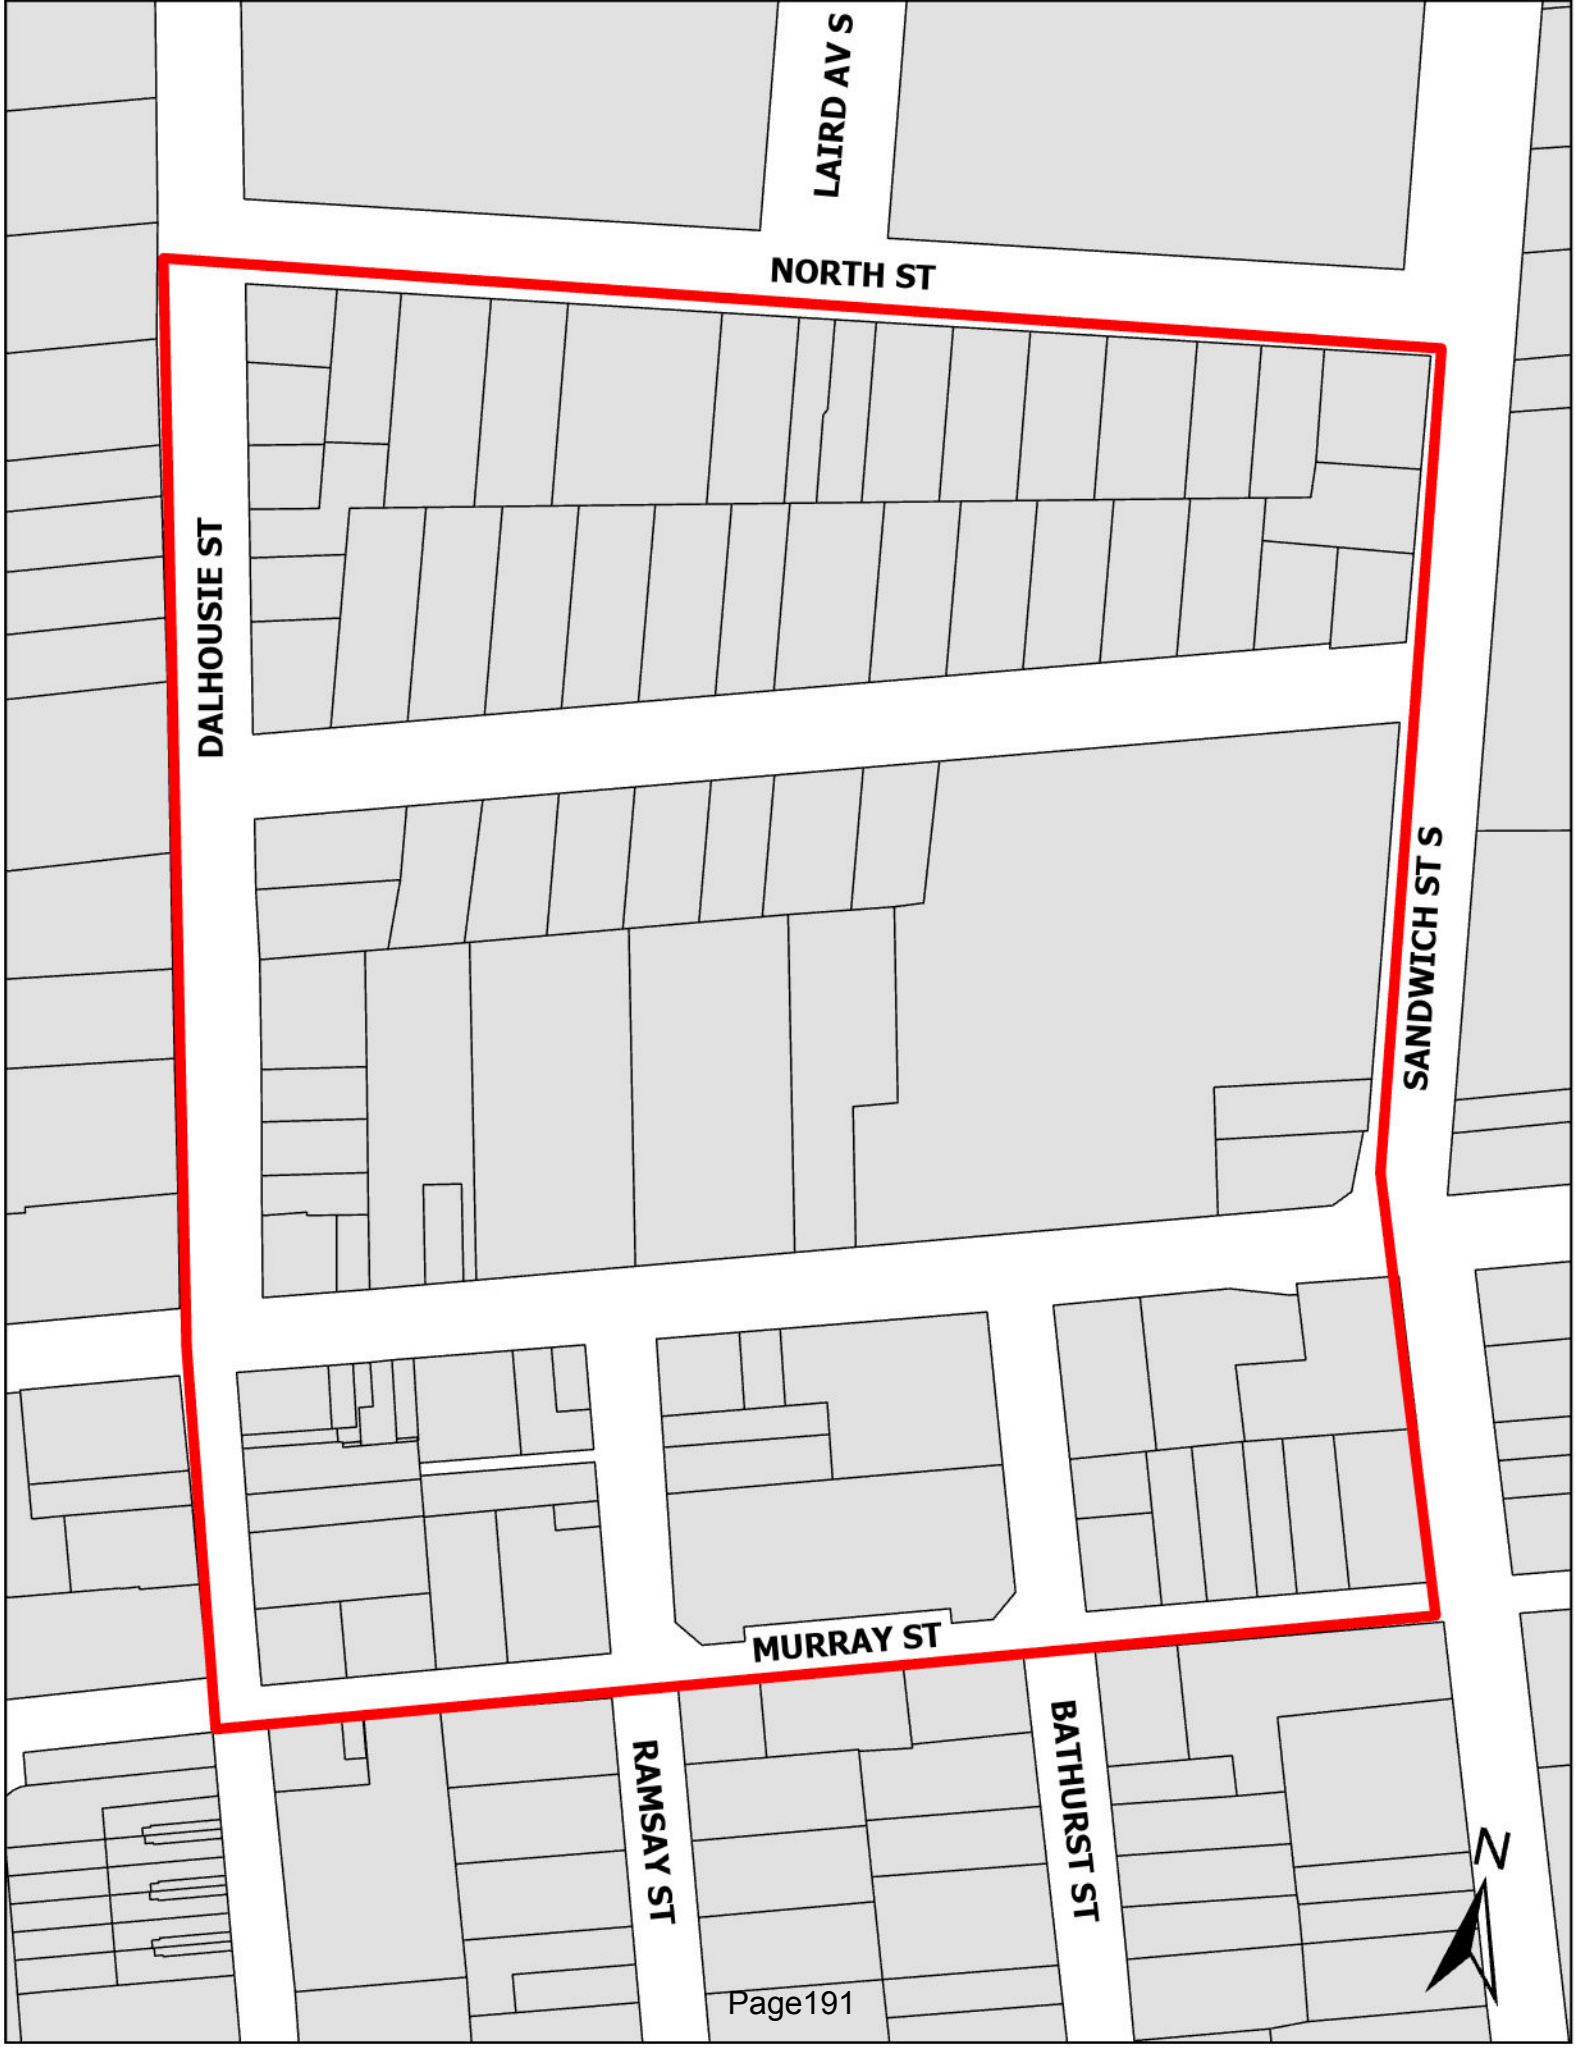 LAIRD AV S
NORTH ST
DALHOUSIE ST
SANDWICH ST S
MURRAY ST
RAMSAY ST
BATHURST ST
N
Page191